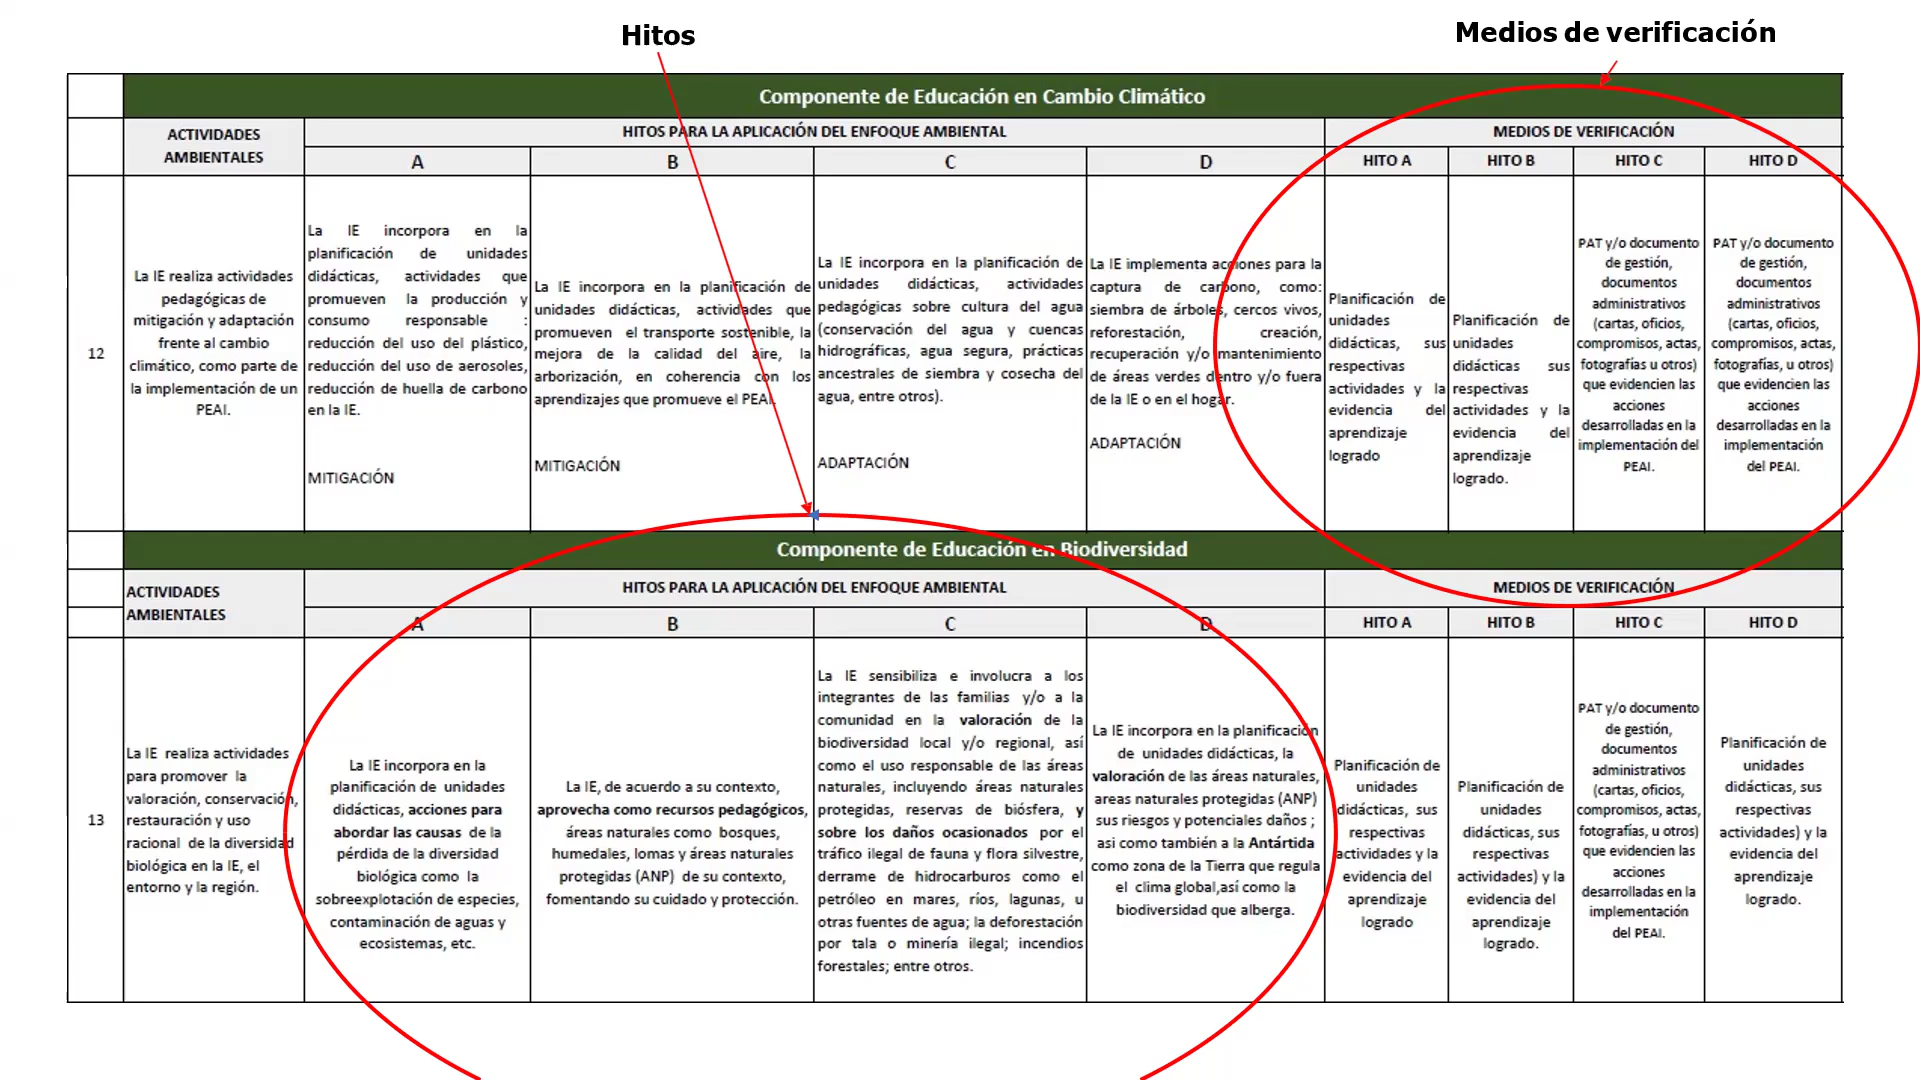 Hitos
Medios de verificación
Componente de Educación en Cambio Climático
ACTIVIDADES
AMBIENTALES
HITOS PARA LA APLICACIÓN DEL ENFOQUE AMBIENTAL
MEDIOS DE VERIFICACIÓN
A
B
C
D
HITO A
HITO B
HITO C
HITO D
12
La IE realiza actividades
pedagógicas de
mitigación y adaptación
frente al cambio
climático, como parte de
la implementación de un
PEAI.
La IE incorpora en la
planificación de unidades
didácticas, actividades que
promueven la producción y
consumo responsable :
reducción del uso del plástico,
reducción del uso de aerosoles,
reducción de huella de carbono
en la IE.
MITIGACIÓN
La IE incorpora en la planificación de
unidades didácticas, actividades que
promueven el transporte sostenible, la
mejora de la calidad del aire, la
arborización, en coherencia con los
aprendizajes que promueve el PEAI.
MITIGACIÓN
La IE incorpora en la planificación de
unidades didácticas, actividades
pedagógicas sobre cultura del agua
(conservación del agua y cuencas
hidrográficas, agua segura, prácticas
ancestrales de siembra y cosecha del
agua, entre otros).
ADAPTACIÓN
La IE implementa acciones para la
captura de carbono, como:
siembra de árboles, cercos vivos,
reforestación, creación,
recuperación y/o mantenimiento
de áreas verdes dentro y/o fuera
de la IE o en el hogar.
ADAPTACIÓN
Planificación de
unidades
didácticas, sus
respectivas
actividades y la
evidencia del
aprendizaje
logrado
Planificación de
unidades
didácticas sus
respectivas
actividades y la
evidencia del
aprendizaje
logrado.
PAT y/o documento
de gestión,
documentos
administrativos
(cartas, oficios,
compromisos, actas,
fotografías u otros)
que evidencien las
acciones
desarrolladas en la
implementación del
PEAI.
PAT y/o documento
de gestión,
documentos
administrativos
(cartas, oficios,
compromisos, actas,
fotografías, u otros)
que evidencien las
acciones
desarrolladas en la
implementación
del PEAI.
Componente de Educación en Biodiversidad
ACTIVIDADES
AMBIENTALES
HITOS PARA LA APLICACIÓN DEL ENFOQUE AMBIENTAL
MEDIOS DE VERIFICACIÓN
A
B
C
D
HITO A
HITO B
HITO C
HITO D
13
La IE realiza actividades
para promover la
valoración, conservación,
restauración y uso
racional de la diversidad
biológica en la IE, el
entorno y la región.
La IE incorpora en la
planificación de unidades
didácticas, acciones para
abordar las causas de la
pérdida de la diversidad
biológica como la
sobreexplotación de especies,
contaminación de aguas y
ecosistemas, etc.
La IE, de acuerdo a su contexto,
aprovecha como recursos pedagógicos,
áreas naturales como bosques,
humedales, lomas y áreas naturales
protegidas (ANP) de su contexto,
fomentando su cuidado y protección.
La IE sensibiliza e involucra a los
integrantes de las familias y/o a la
comunidad en la valoración de la
biodiversidad local y/o regional, así
como el uso responsable de las áreas
naturales, incluyendo áreas naturales
protegidas, reservas de biósfera, y
sobre los daños ocasionados por el
tráfico ilegal de fauna y flora silvestre,
derrame de hidrocarburos como el
petróleo en mares, ríos, lagunas, u
otras fuentes de agua; la deforestación
por tala o minería ilegal; incendios
forestales; entre otros.
La IE incorpora en la planificación
de unidades didácticas, la
valoración de las áreas naturales,
areas naturales protegidas (ANP)
sus riesgos y potenciales daños ;
asi como también a la Antártida
como zona de la Tierra que regula
el clima global,así como la
biodiversidad que alberga.
Planificación de
unidades
didácticas, sus
respectivas
actividades y la
evidencia del
aprendizaje
logrado
Planificación de
unidades
didácticas, sus
respectivas
actividades) y la
evidencia del
aprendizaje
logrado.
PAT y/o documento
de gestión,
documentos
administrativos
(cartas, oficios,
compromisos, actas,
fotografías, u otros)
que evidencien las
acciones
desarrolladas en la
implementación
del PEAI.
Planificación de
unidades
didácticas, sus
respectivas
actividades) y la
evidencia del
aprendizaje
logrado.